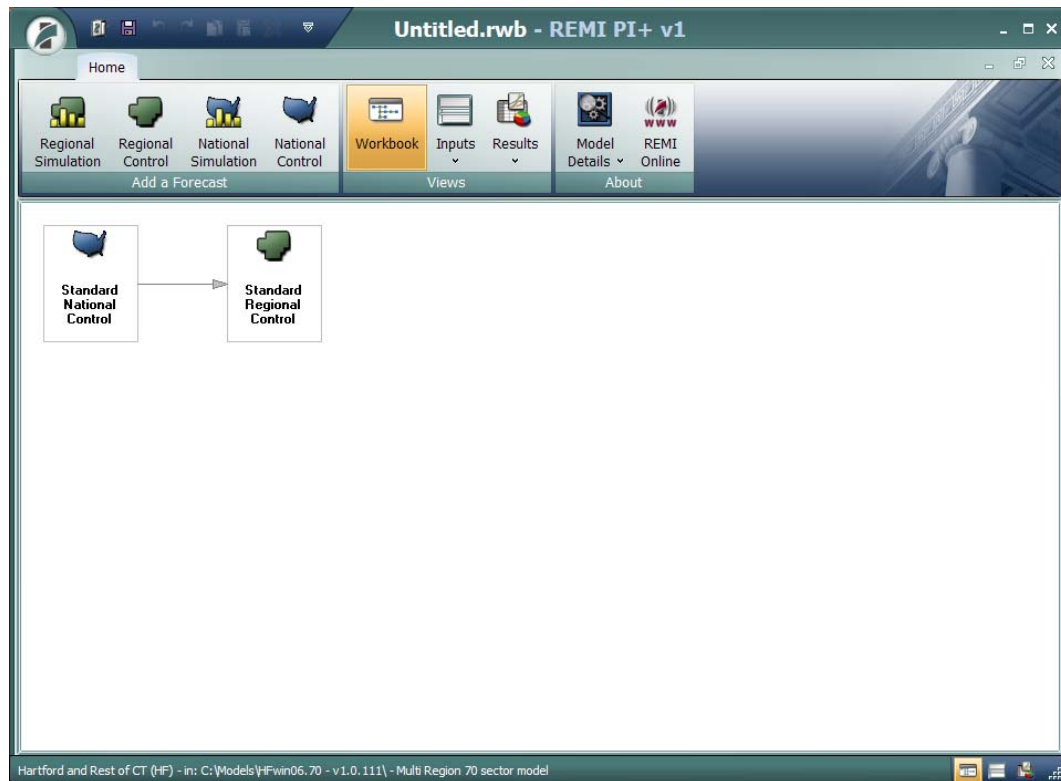 Untitled.rwb - REMI PI+ v1
Home
Regional Simulation
Regional Control
National Simulation
National Control
Add a Forecast
Workbook
Inputs
Results
Views
Model Details
WWW
REMI Online
About
Standard
National
Control
Standard
Regional
Control
Hartford and Rest of CT (HF) - in: C:\Models\HFwin06.70 - v1.0.111\ - Multi Region 70 sector model